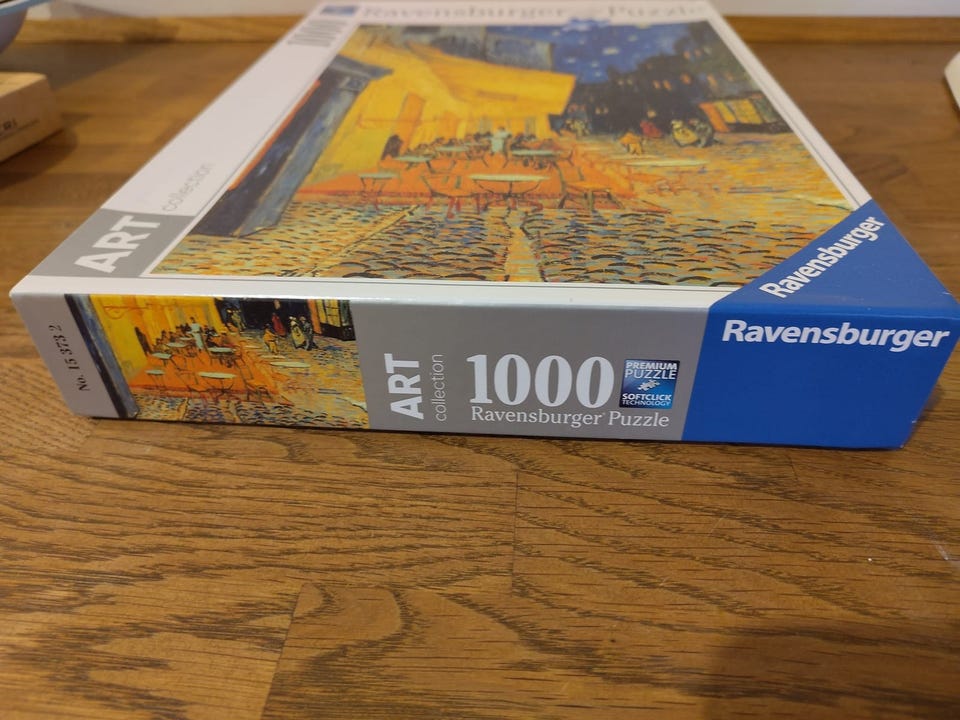 1000
Ravensburger Puzzle
ART
collection
Ravensburger
No. 15 373 2
ART
collection
1000
Ravensburger Puzzle
PREMIUM
PUZZLE
SOFTCLICK
TECHNOLOGY
Ravensburger